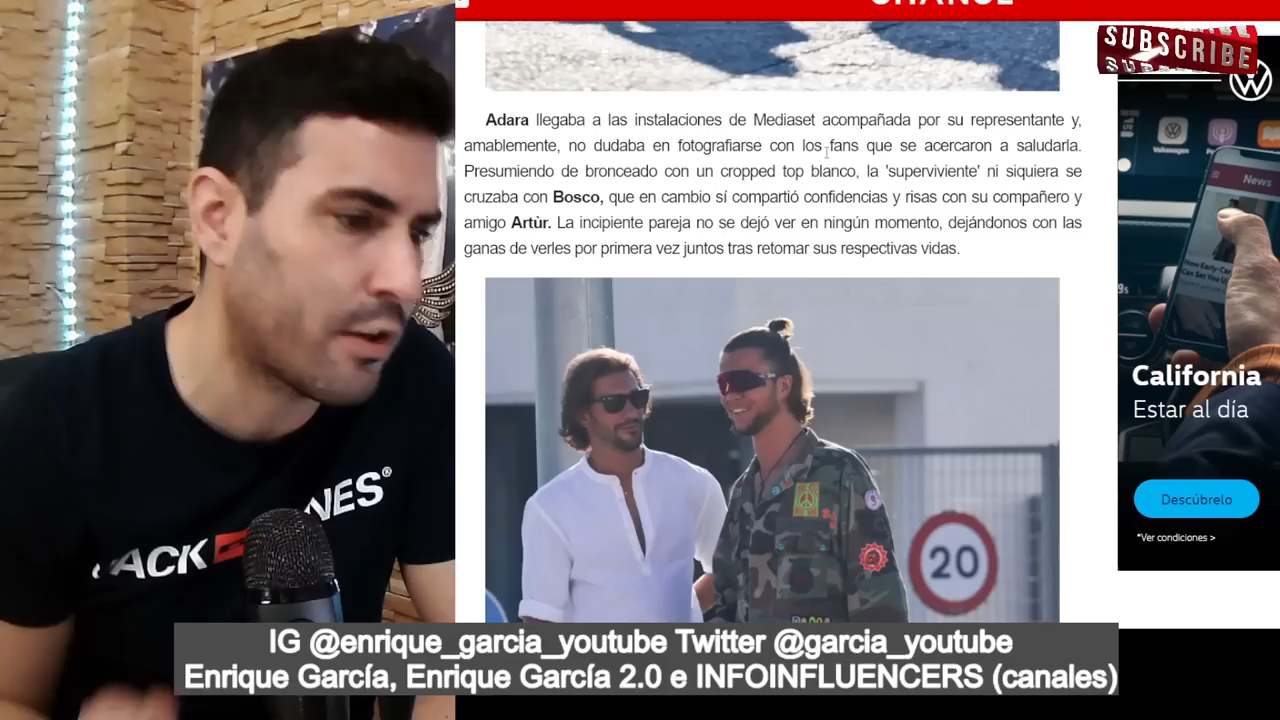 CHANCE
SUBSCRIBE
Adara llegaba a las instalaciones de Mediaset acompañada por su representante y,
amablemente, no dudaba en fotografiarse con los fans que se acercaron a saludarla.
Presumiendo de bronceado con un cropped top blanco, la 'superviviente' ni siquiera se
cruzaba con Bosco, que en cambio sí compartió confidencias y risas con su compañero y
amigo Artùr. La incipiente pareja no se dejó ver en ningún momento, dejándonos con las
ganas de verles por primera vez juntos tras retomar sus respectivas vidas.
News
California
Estar al día
Descúbrelo
*Ver condiciones >
20
IG @enrique_garcia_youtube Twitter @garcia_youtube
Enrique García, Enrique García 2.0 e INFOINFLUENCERS (canales)